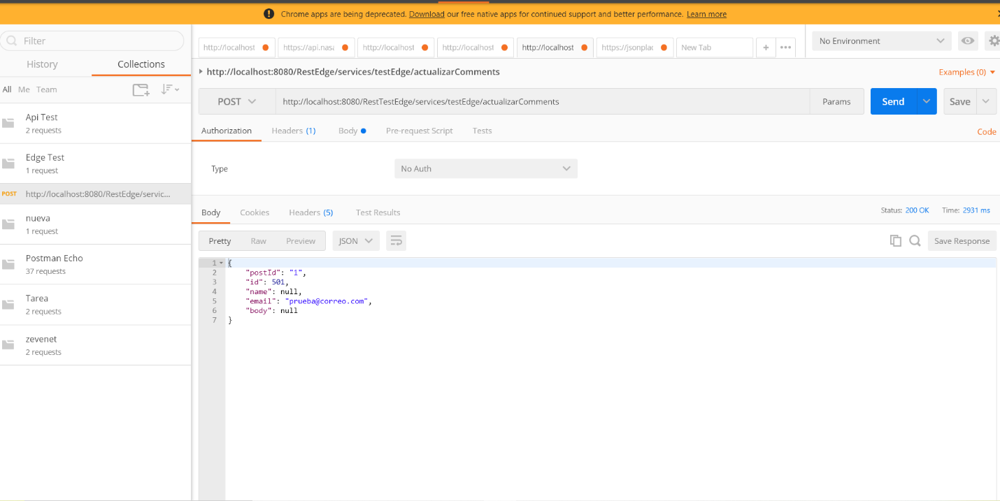 Chrome apps are being deprecated. Download our free native apps for continued support and better performance. Learn more
Filter
History
Collections
All Me Team
Api Test
2 requests
Edge Test
1 request
POST http://localhost:8080/RestEdge/servic...
nueva
1 request
Postman Echo
37 requests
Tarea
2 requests
zevenet
2 requests
http://localhost
https://api.nasa
http://localhost
http://localhost
http://localhost
https://jsonplac
New Tab
+
No Environment
http://localhost:8080/RestEdge/services/testEdge/actualizarComments
Examples (0)
POST
http://localhost:8080/RestTestEdge/services/testEdge/actualizarComments
Params
Send
Save
Authorization
Headers (1)
Body
Pre-request Script
Tests
Code
Type
No Auth
Body
Cookies
Headers (5)
Test Results
Status: 200 OK
Time: 2931 ms
Pretty
Raw
Preview
JSON
Save Response
1 {
2 "postId": "1",
3 "id": 501,
4 "name": null,
5 "email": "prueba@correo.com",
6 "body": null
7 }